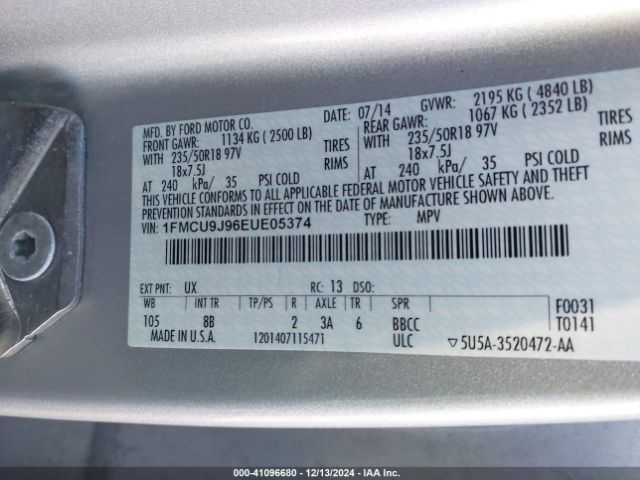 MFD. BY FORD MOTOR CO.
DATE: 07/14 GVWR: 2195 KG ( 4840 LB)
FRONT GAWR: 1134 KG ( 2500 LB) REAR GAWR: 1067 KG ( 2352 LB)
WITH 235/50R18 97V TIRES WITH 235/50R18 97V TIRES
18x7.5J RIMS 18x7.5J RIMS
AT 240 kPa/ 35 PSI COLD AT 240 kPa/ 35 PSI COLD
THIS VEHICLE CONFORMS TO ALL APPLICABLE FEDERAL MOTOR VEHICLE SAFETY AND THEFT
PREVENTION STANDARDS IN EFFECT ON THE DATE OF MANUFACTURE SHOWN ABOVE.
VIN: 1FMCU9J96EUE05374 TYPE: MPV
EXT PNT: UX RC: 13 DSO:
WB INT TR TP/PS R AXLE TR SPR F0031
105 8B 2 3A 6 BBCC T0141
MADE IN U.S.A. 1201407115471 ULC 5U5A-3520472-AA
000-41096680 - 12/13/2024 - IAA Inc.